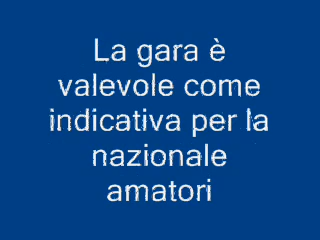 La gara è
valevole come
indicativa per la
nazionale
amatori